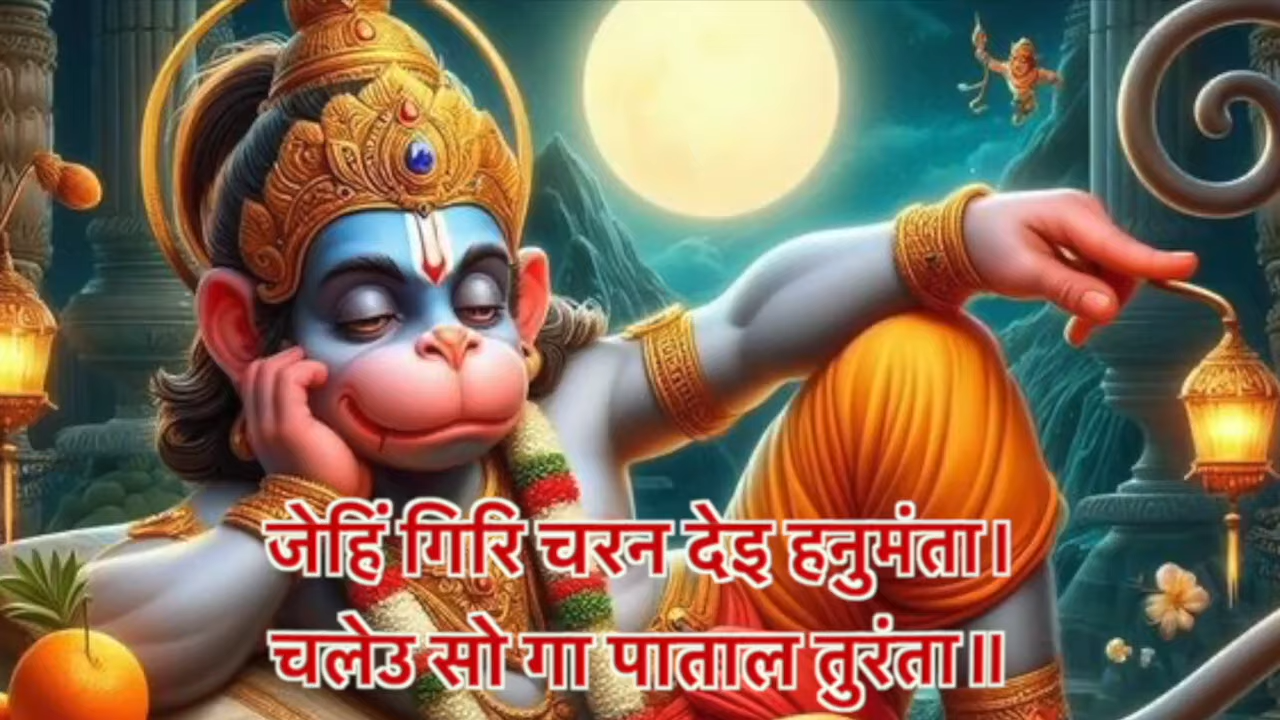 जेहिं गिरि चरन देइ हनुमंता।
चलेउ सो गा पाताल तुरंता॥